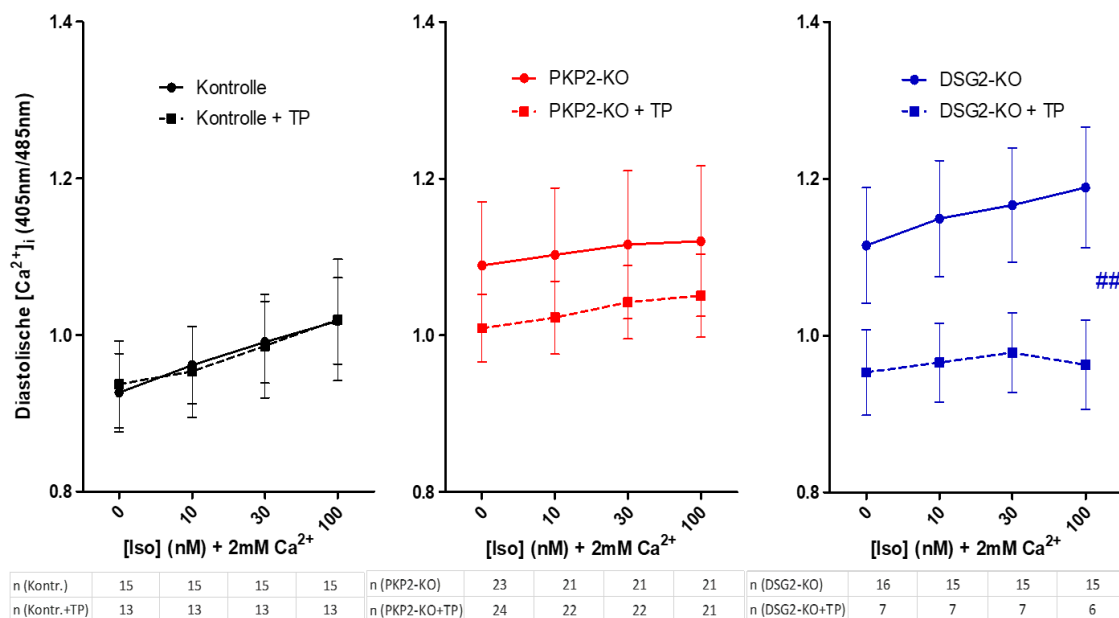 Diastolische [Ca²⁺]ᵢ (405nm/485nm)
1.4
1.2
1.0
0.8
Kontrolle
Kontrolle + TP
0 10 30 100
[Iso] (nM) + 2mM Ca²⁺
1.4
1.2
1.0
0.8
PKP2-KO
PKP2-KO + TP
0 10 30 100
[Iso] (nM) + 2mM Ca²⁺
1.4
1.2
1.0
0.8
DSG2-KO
DSG2-KO + TP
##
0 10 30 100
[Iso] (nM) + 2mM Ca²⁺
n (Kontr.) 15 15 15 15
n (Kontr.+TP) 13 13 13 13
n (PKP2-KO) 23 21 21 21
n (PKP2-KO+TP) 24 22 22 21
n (DSG2-KO) 16 15 15 15
n (DSG2-KO+TP) 7 7 7 6